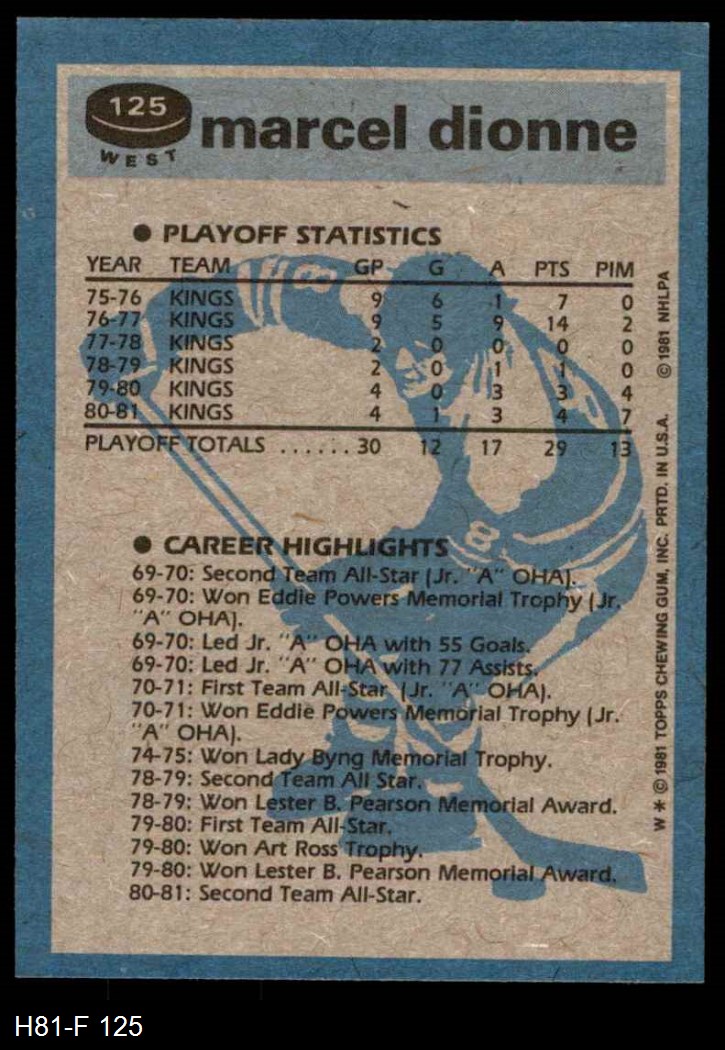 125
WEST
marcel dionne
● PLAYOFF STATISTICS
YEAR TEAM GP G A PTS PIM
75-76 KINGS 9 6 1 7 0
76-77 KINGS 9 5 9 14 2
77-78 KINGS 2 0 0 0 0
78-79 KINGS 2 0 1 1 0
79-80 KINGS 4 0 3 3 4
80-81 KINGS 4 1 3 4 7
PLAYOFF TOTALS ...... 30 12 17 29 13
● CAREER HIGHLIGHTS
69-70: Second Team All-Star (Jr. "A" OHA).
69-70: Won Eddie Powers Memorial Trophy (Jr.
"A" OHA).
69-70: Led Jr. "A" OHA with 55 Goals.
69-70: Led Jr. "A" OHA with 77 Assists.
70-71: First Team All-Star (Jr. "A" OHA).
70-71: Won Eddie Powers Memorial Trophy (Jr.
"A" OHA).
74-75: Won Lady Byng Memorial Trophy.
78-79: Second Team All Star.
78-79: Won Lester B. Pearson Memorial Award.
79-80: First Team All-Star.
79-80: Won Art Ross Trophy.
79-80: Won Lester B. Pearson Memorial Award.
80-81: Second Team All-Star.
W * © 1981 TOPPS CHEWING GUM, INC. PRTD. IN U.S.A. © 1981 NHLPA
8
8
H81-F 125